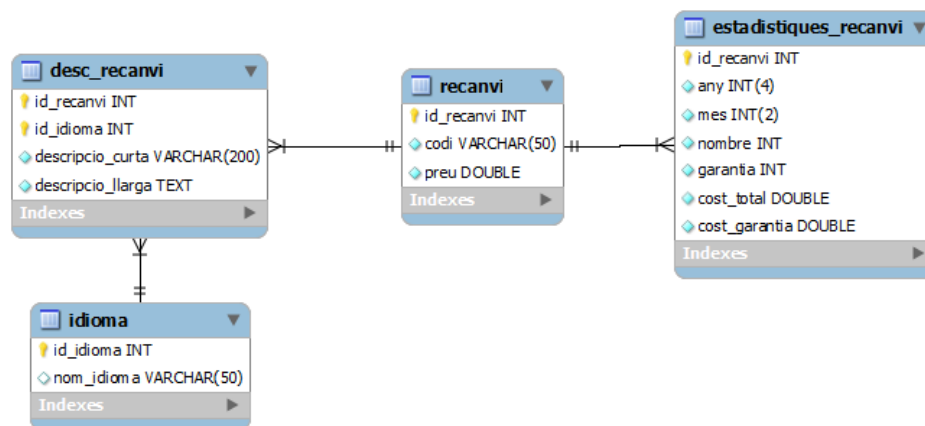 desc_recanvi
id_recanvi INT
id_idioma INT
descripcio_curta VARCHAR(200)
descripcio_llarga TEXT
Indexes
recanvi
id_recanvi INT
codi VARCHAR(50)
preu DOUBLE
Indexes
estadistiques_recanvi
id_recanvi INT
any INT(4)
mes INT(2)
nombre INT
garantia INT
cost_total DOUBLE
cost_garantia DOUBLE
Indexes
idioma
id_idioma INT
nom_idioma VARCHAR(50)
Indexes